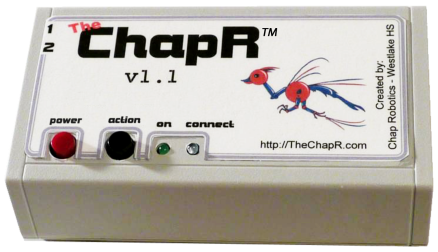 1
2
The
ChapR™
v1.1
power action on connect
Created by:
Chap Robotics - Westlake HS
http://TheChapR.com